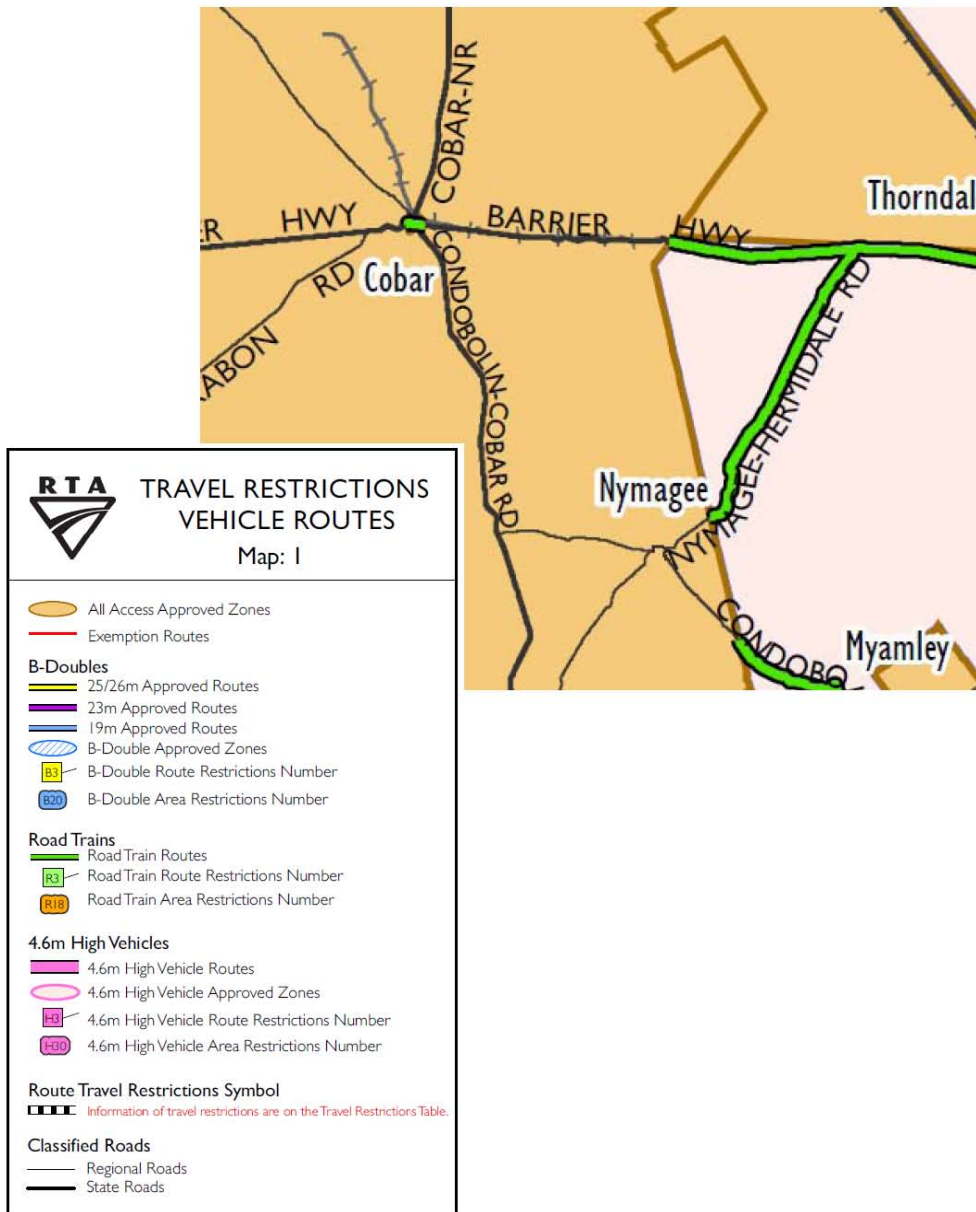 COBAR-NR
Thorndal
ER
HWY
BARRIER
HWY
RD
Cobar
CONDOBOLIN-COBAR RD
RABON
NYMAGEE-HERMIDALE RD
Nymagee
CONDOBO
Myamley
RTA
TRAVEL RESTRICTIONS
VEHICLE ROUTES
Map: 1
All Access Approved Zones
Exemption Routes
B-Doubles
25/26m Approved Routes
23m Approved Routes
19m Approved Routes
B-Double Approved Zones
B3 B-Double Route Restrictions Number
B20 B-Double Area Restrictions Number
Road Trains
Road Train Routes
R3 Road Train Route Restrictions Number
R18 Road Train Area Restrictions Number
4.6m High Vehicles
4.6m High Vehicle Routes
4.6m High Vehicle Approved Zones
H3 4.6m High Vehicle Route Restrictions Number
H30 4.6m High Vehicle Area Restrictions Number
Route Travel Restrictions Symbol
Information of travel restrictions are on the Travel Restrictions Table.
Classified Roads
Regional Roads
State Roads